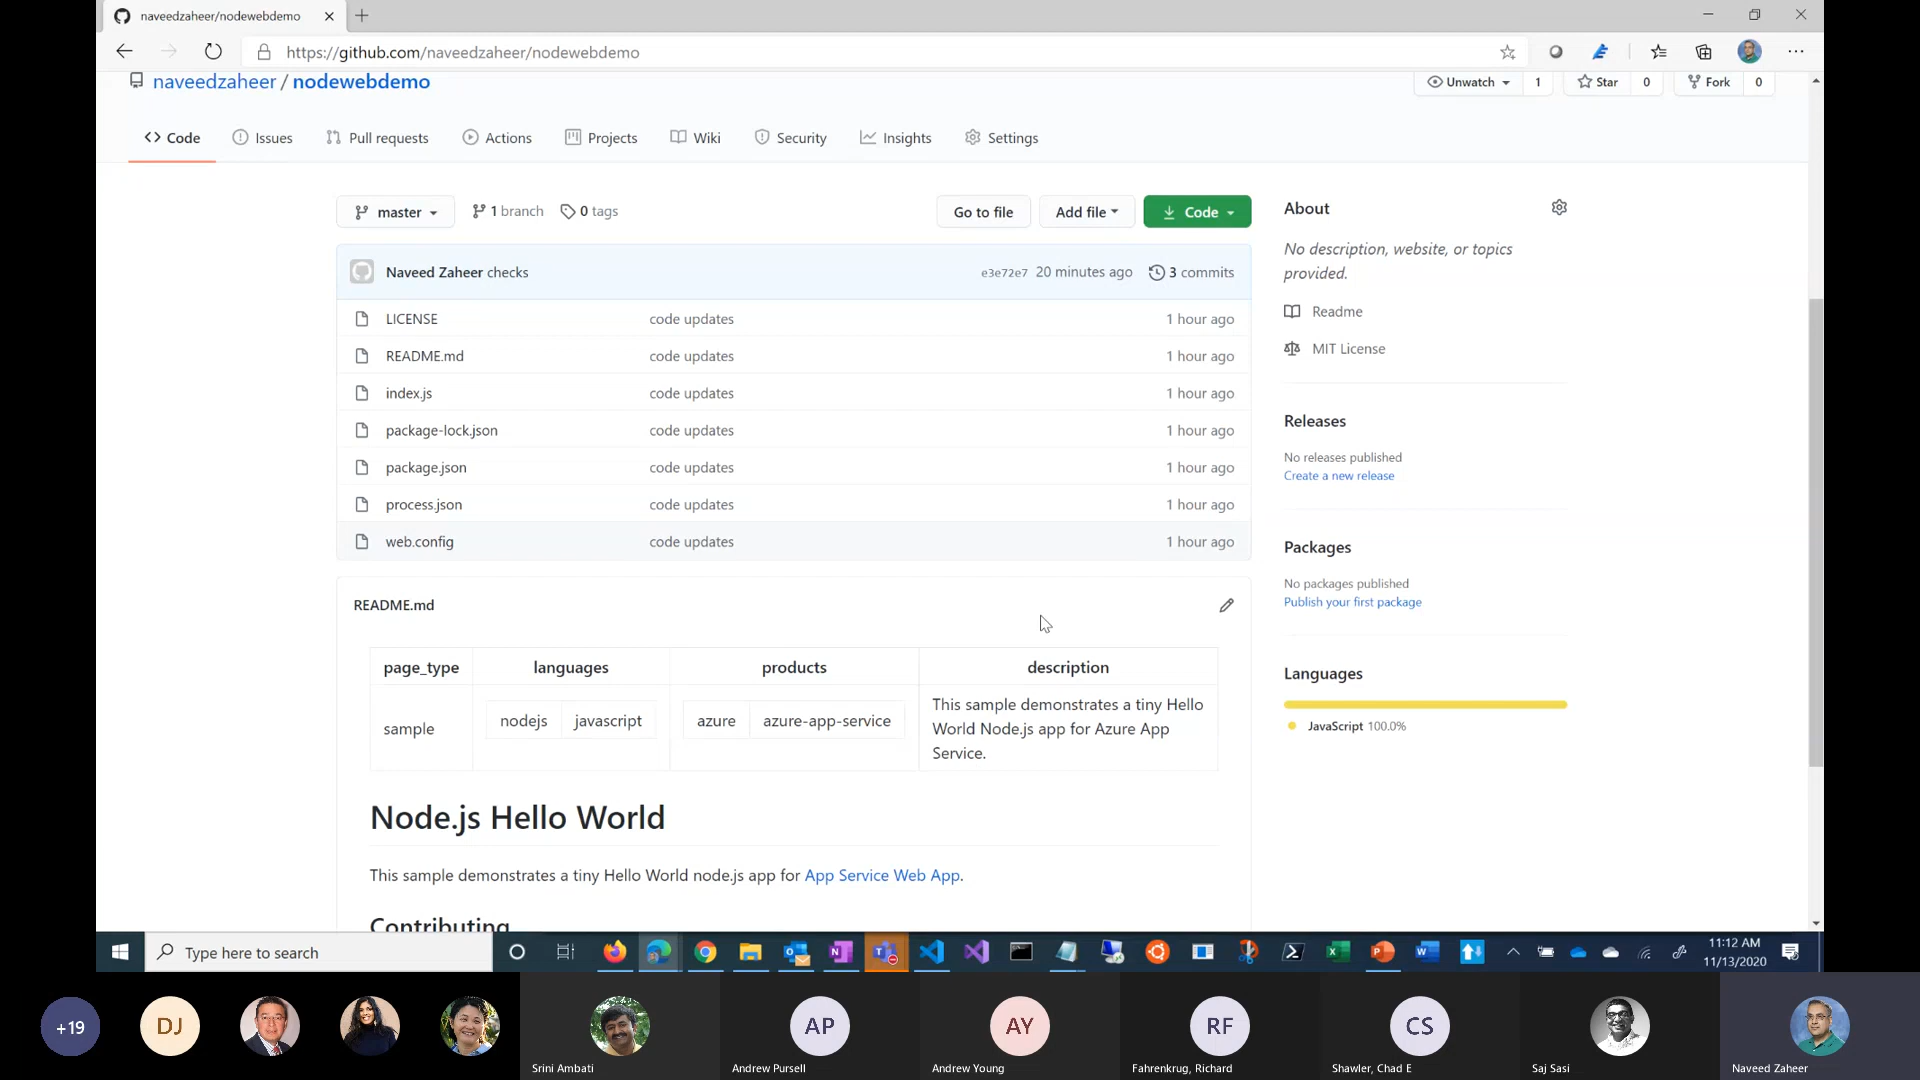 naveedzaheer/nodewebdemo
https://github.com/naveedzaheer/nodewebdemo
naveedzaheer / nodewebdemo
Unwatch 1 Star 0 Fork 0
Code Issues Pull requests Actions Projects Wiki Security Insights Settings
master 1 branch 0 tags Go to file Add file Code
About
No description, website, or topics
provided.
Readme
MIT License
Naveed Zaheer checks e3e72e7 20 minutes ago 3 commits
LICENSE code updates 1 hour ago
README.md code updates 1 hour ago
index.js code updates 1 hour ago
package-lock.json code updates 1 hour ago
package.json code updates 1 hour ago
process.json code updates 1 hour ago
web.config code updates 1 hour ago
Releases
No releases published
Create a new release
Packages
No packages published
Publish your first package
Languages
JavaScript 100.0%
README.md
page_type languages products description
sample nodejs javascript azure azure-app-service This sample demonstrates a tiny Hello
World Node.js app for Azure App
Service.
Node.js Hello World
This sample demonstrates a tiny Hello World node.js app for App Service Web App.
Contributing
Type here to search
11:12 AM
11/13/2020
+19
DJ
AP
AY
RF
CS
Srini Ambati
Andrew Pursell
Andrew Young
Fahrenkrug, Richard
Shawler, Chad E
Saj Sasi
Naveed Zaheer